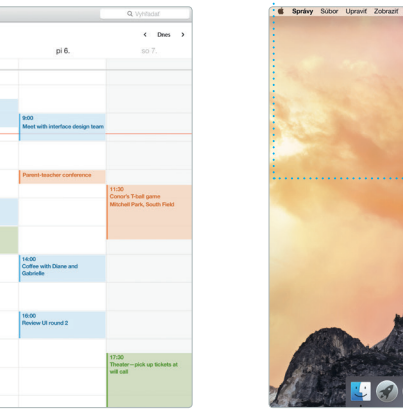 Vyhľadať
Dnes
pi 6.
so 7.
9:00
Meet with interface design team
Parent-teacher conference
11:30
Conor's T-ball game
Mitchell Park, South Field
14:00
Coffee with Diane and
Gabrielle
16:00
Review UI round 2
17:30
Theater—pick up tickets at
will call
Správy Súbor Upraviť Zobraziť